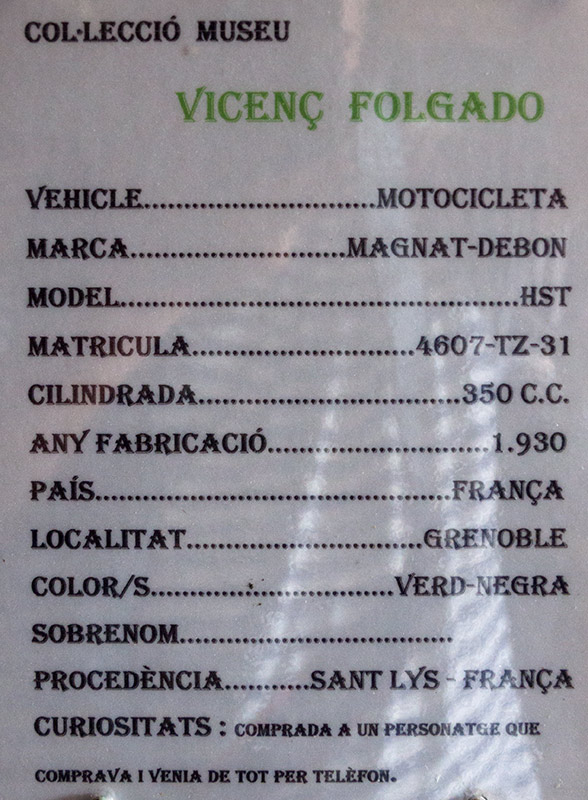 COL·LECCIÓ MUSEU
VICENÇ FOLGADO
VEHICLE.............................MOTOCICLETA
MARCA...........................MAGNAT-DEBON
MODEL..................................................HST
MATRICULA............................4607-TZ-31
CILINDRADA.................................350 C.C.
ANY FABRICACIÓ............................1.930
PAÍS.............................................FRANÇA
LOCALITAT..............................GRENOBLE
COLOR/S...............................VERD-NEGRA
SOBRENOM...................................
PROCEDÈNCIA...........SANT LYS - FRANÇA
CURIOSITATS : COMPRADA A UN PERSONATGE QUE
COMPRAVA I VENIA DE TOT PER TELÈFON.